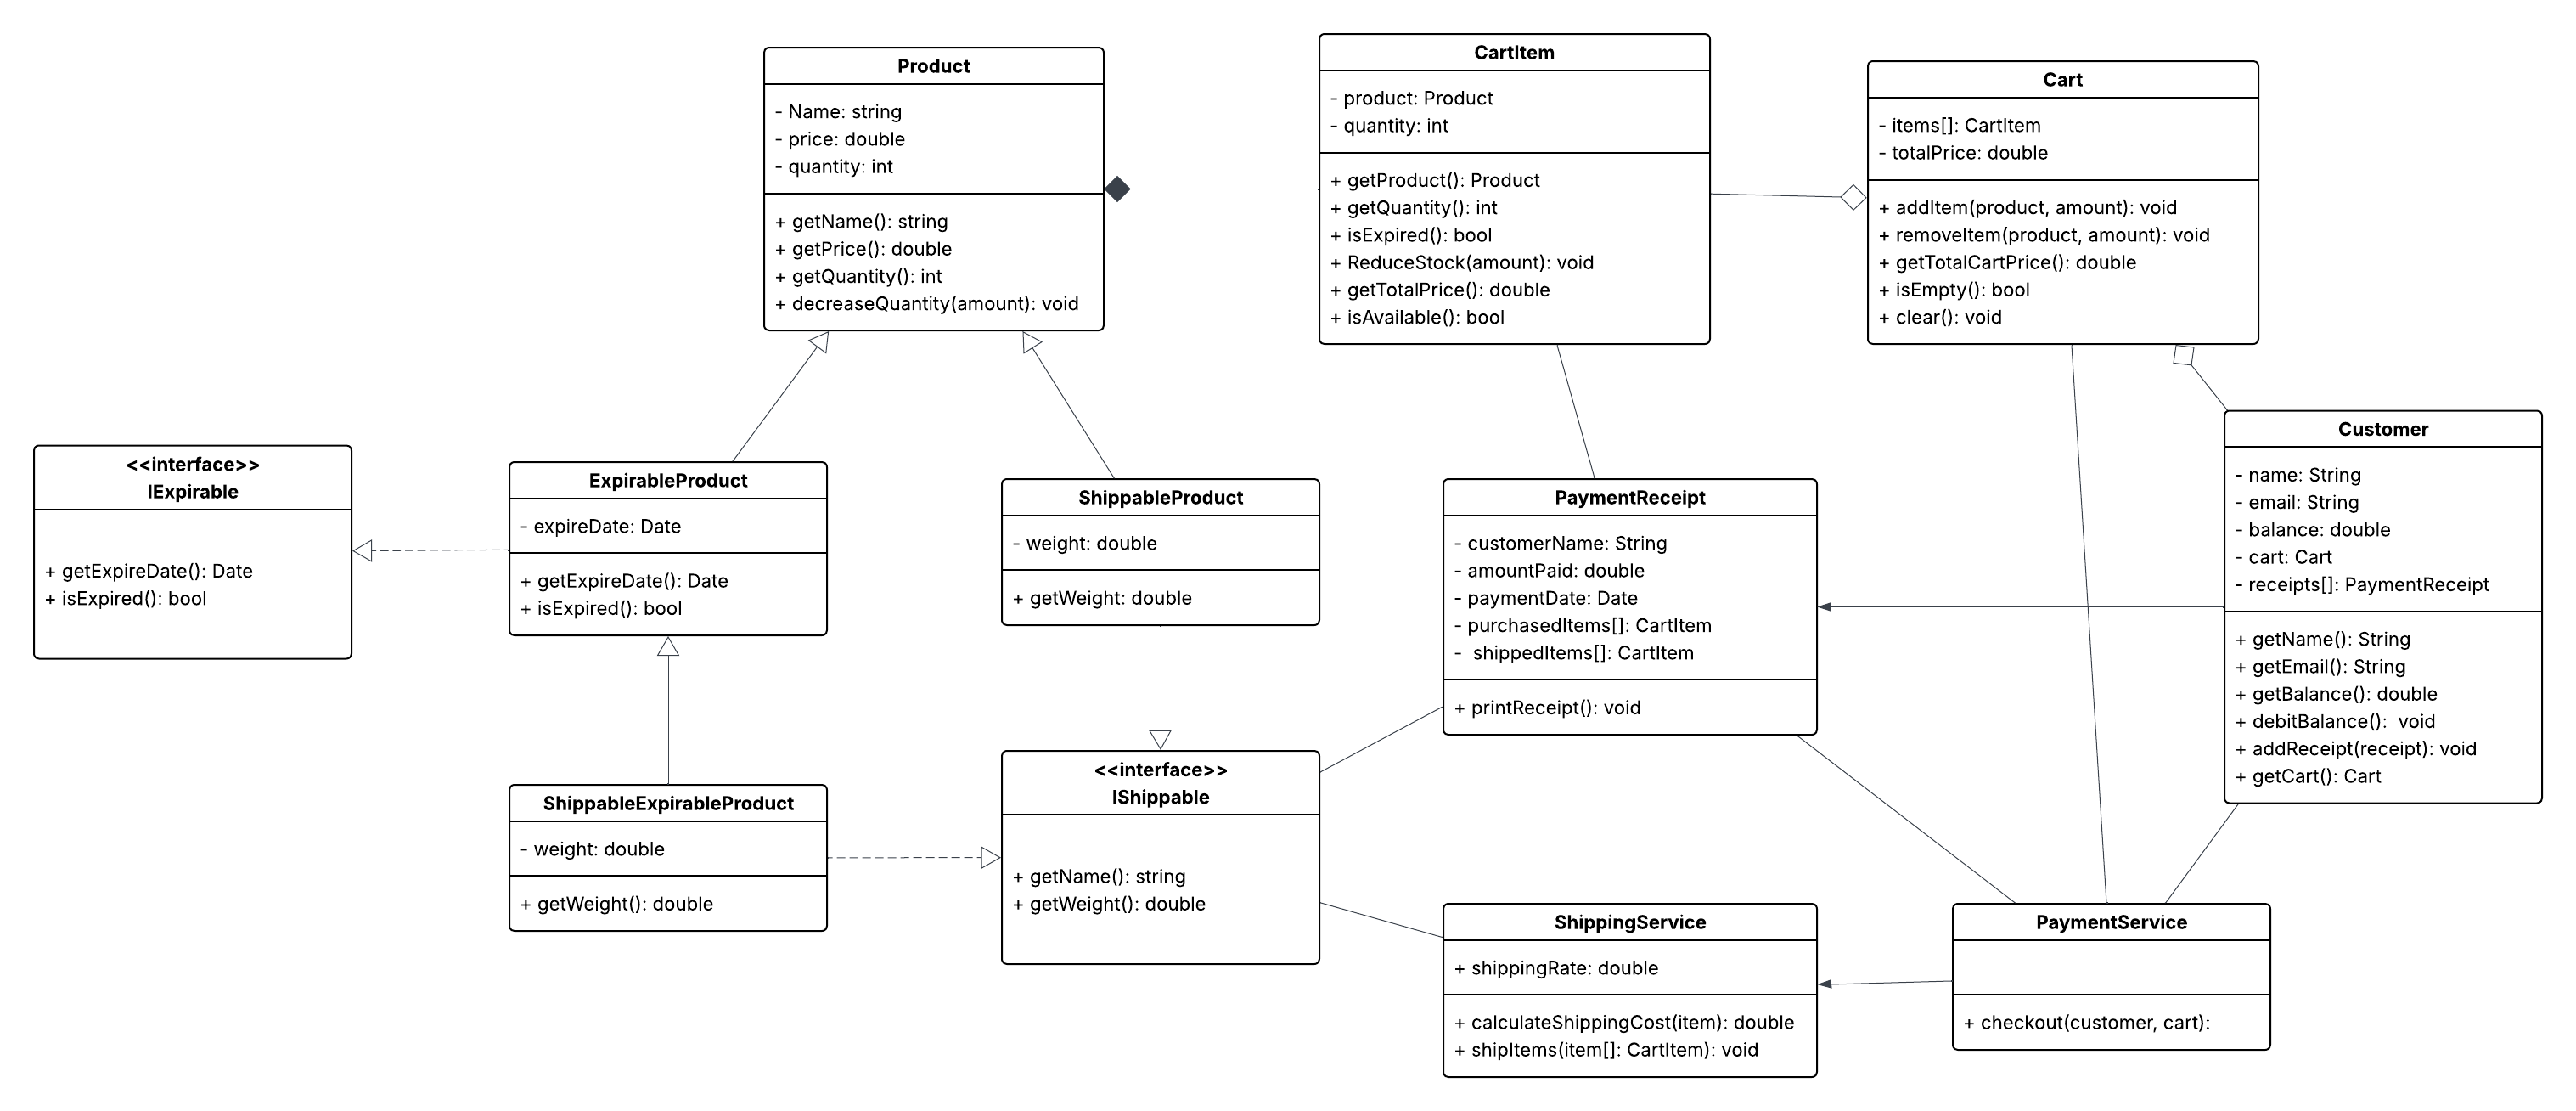 Product
- Name: string
- price: double
- quantity: int
+ getName(): string
+ getPrice(): double
+ getQuantity(): int
+ decreaseQuantity(amount): void
CartItem
- product: Product
- quantity: int
+ getProduct(): Product
+ getQuantity(): int
+ isExpired(): bool
+ ReduceStock(amount): void
+ getTotalPrice(): double
+ isAvailable(): bool
Cart
- items[]: CartItem
- totalPrice: double
+ addItem(product, amount): void
+ removeItem(product, amount): void
+ getTotalCartPrice(): double
+ isEmpty(): bool
+ clear(): void
<<interface>>
IExpirable
+ getExpireDate(): Date
+ isExpired(): bool
ExpirableProduct
- expireDate: Date
+ getExpireDate(): Date
+ isExpired(): bool
ShippableProduct
- weight: double
+ getWeight: double
PaymentReceipt
- customerName: String
- amountPaid: double
- paymentDate: Date
- purchasedItems[]: CartItem
-  shippedItems[]: CartItem
+ printReceipt(): void
Customer
- name: String
- email: String
- balance: double
- cart: Cart
- receipts[]: PaymentReceipt
+ getName(): String
+ getEmail(): String
+ getBalance(): double
+ debitBalance():  void
+ addReceipt(receipt): void
+ getCart(): Cart
ShippableExpirableProduct
- weight: double
+ getWeight(): double
<<interface>>
IShippable
+ getName(): string
+ getWeight(): double
ShippingService
+ shippingRate: double
+ calculateShippingCost(item): double
+ shipItems(item[]: CartItem): void
PaymentService
+ checkout(customer, cart):